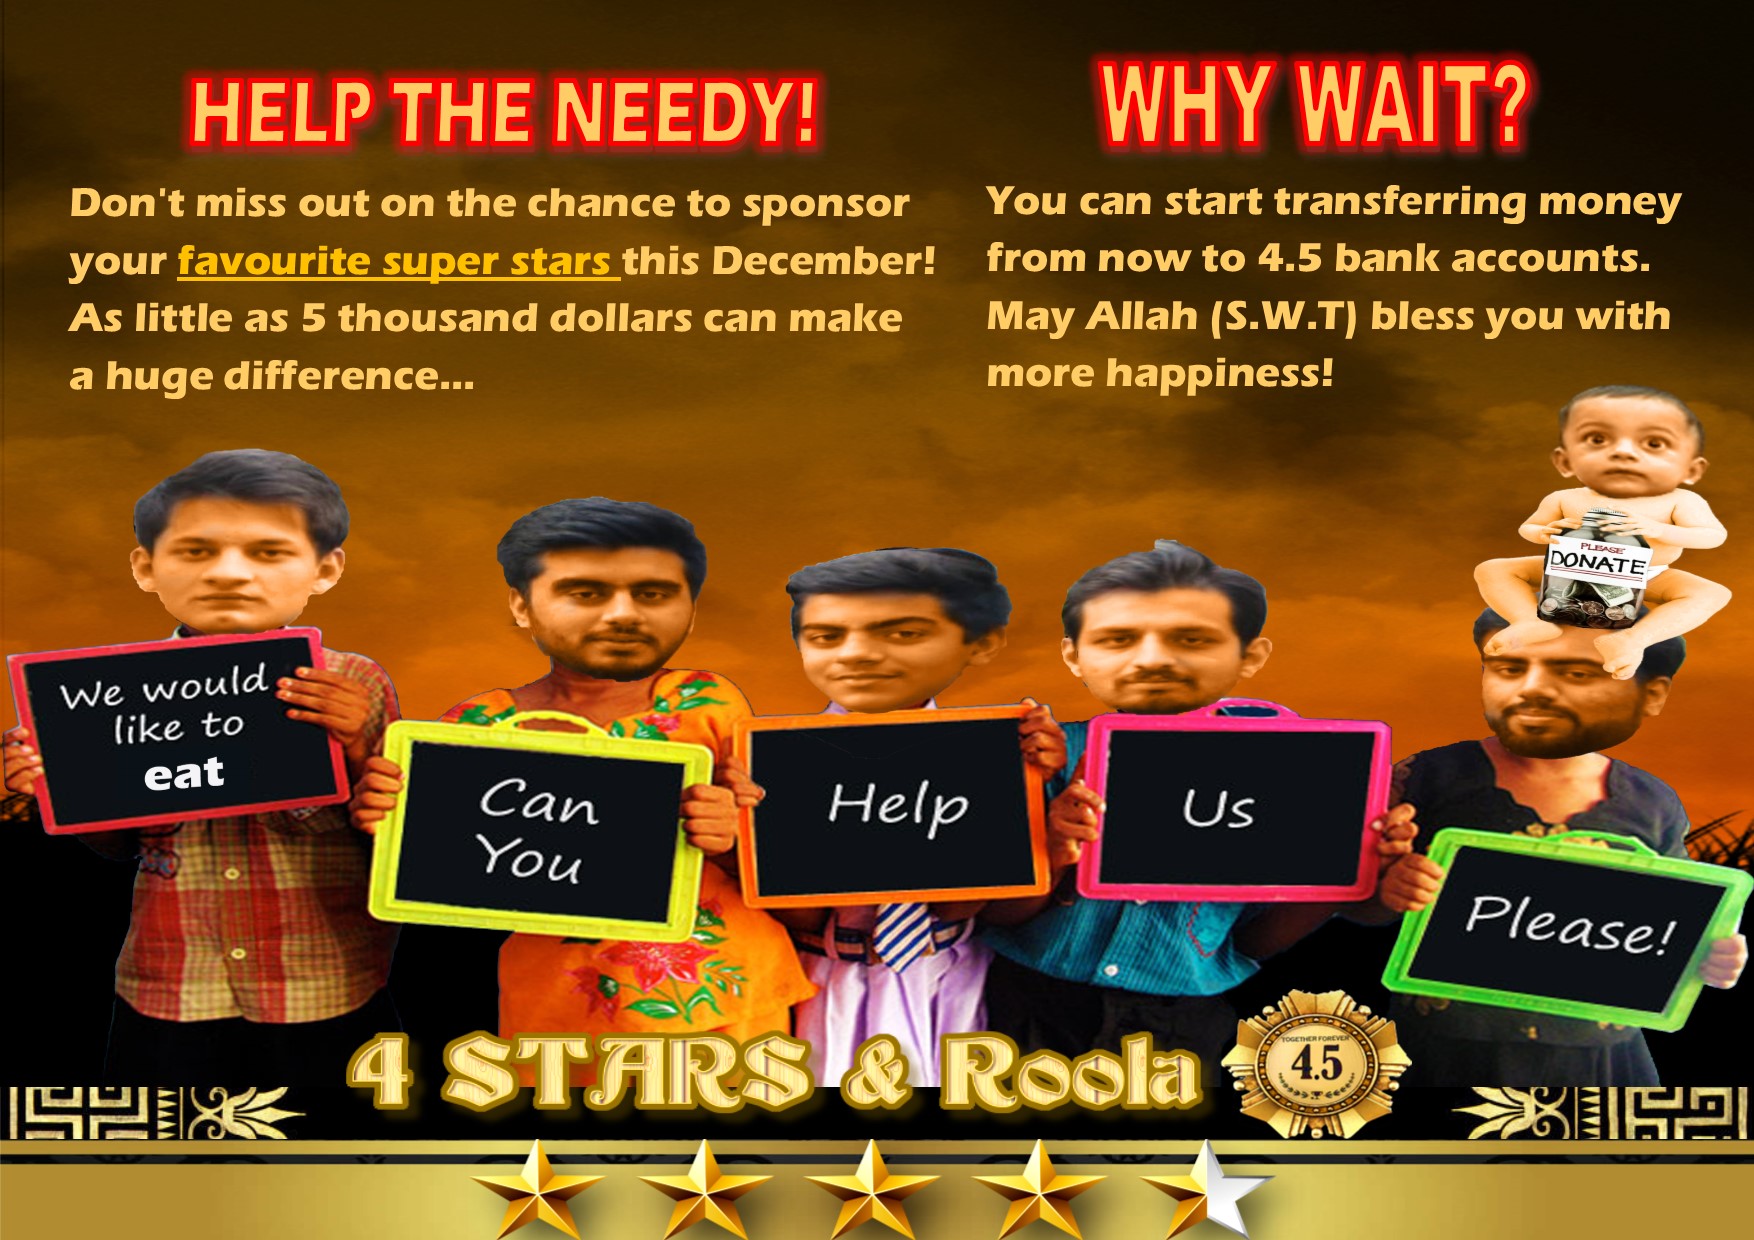 HELP THE NEEDY!
Don't miss out on the chance to sponsor
your favourite super stars this December!
As little as 5 thousand dollars can make
a huge difference...
WHY WAIT?
You can start transferring money
from now to 4.5 bank accounts.
May Allah (S.W.T) bless you with
more happiness!
PLEASE
DONATE
We would
like to
eat
Can
You
Help
Us
Please!
4 STARS & Roola
TOGETHER FOREVER
4.5